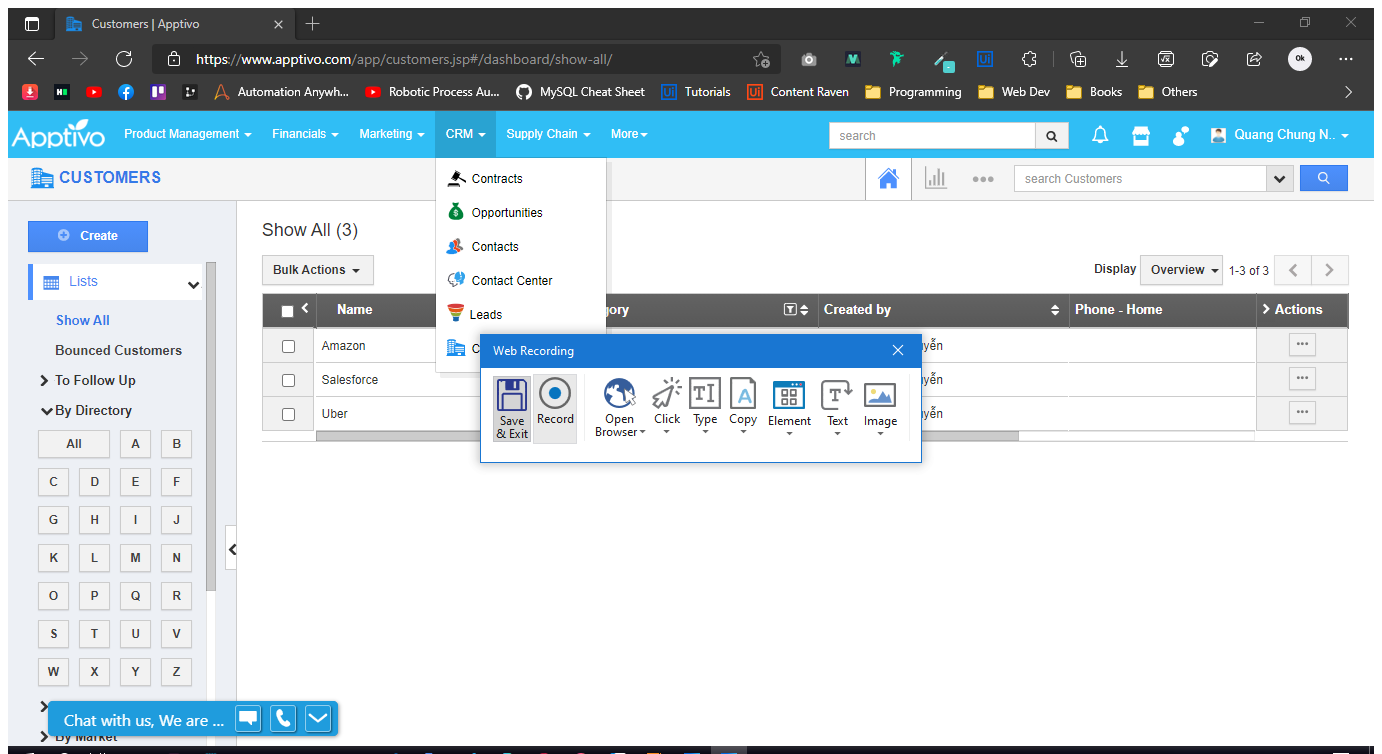 Customers | Apptivo
https://www.apptivo.com/app/customers.jsp#/dashboard/show-all/
Ok
Automation Anywh... Robotic Process Au... MySQL Cheat Sheet Tutorials Content Raven Programming Web Dev Books Others
Apptivo Product Management Financials Marketing CRM Supply Chain More search Quang Chung N..
CUSTOMERS
search Customers
Contracts
Opportunities
Contacts
Contact Center
Leads
C
Create
Lists
Show All
Bounced Customers
To Follow Up
By Directory
All A B
C D E F
G H I J
K L M N
O P Q R
S T U V
W X Y Z
By Market
Chat with us, We are ...
Show All (3)
Bulk Actions
Display Overview 1-3 of 3
Name gory Created by Phone - Home Actions
Amazon yễn
Salesforce yễn
Uber yễn
Web Recording
Save & Exit
Record
Open Browser
Click
Type
Copy
Element
Text
Image